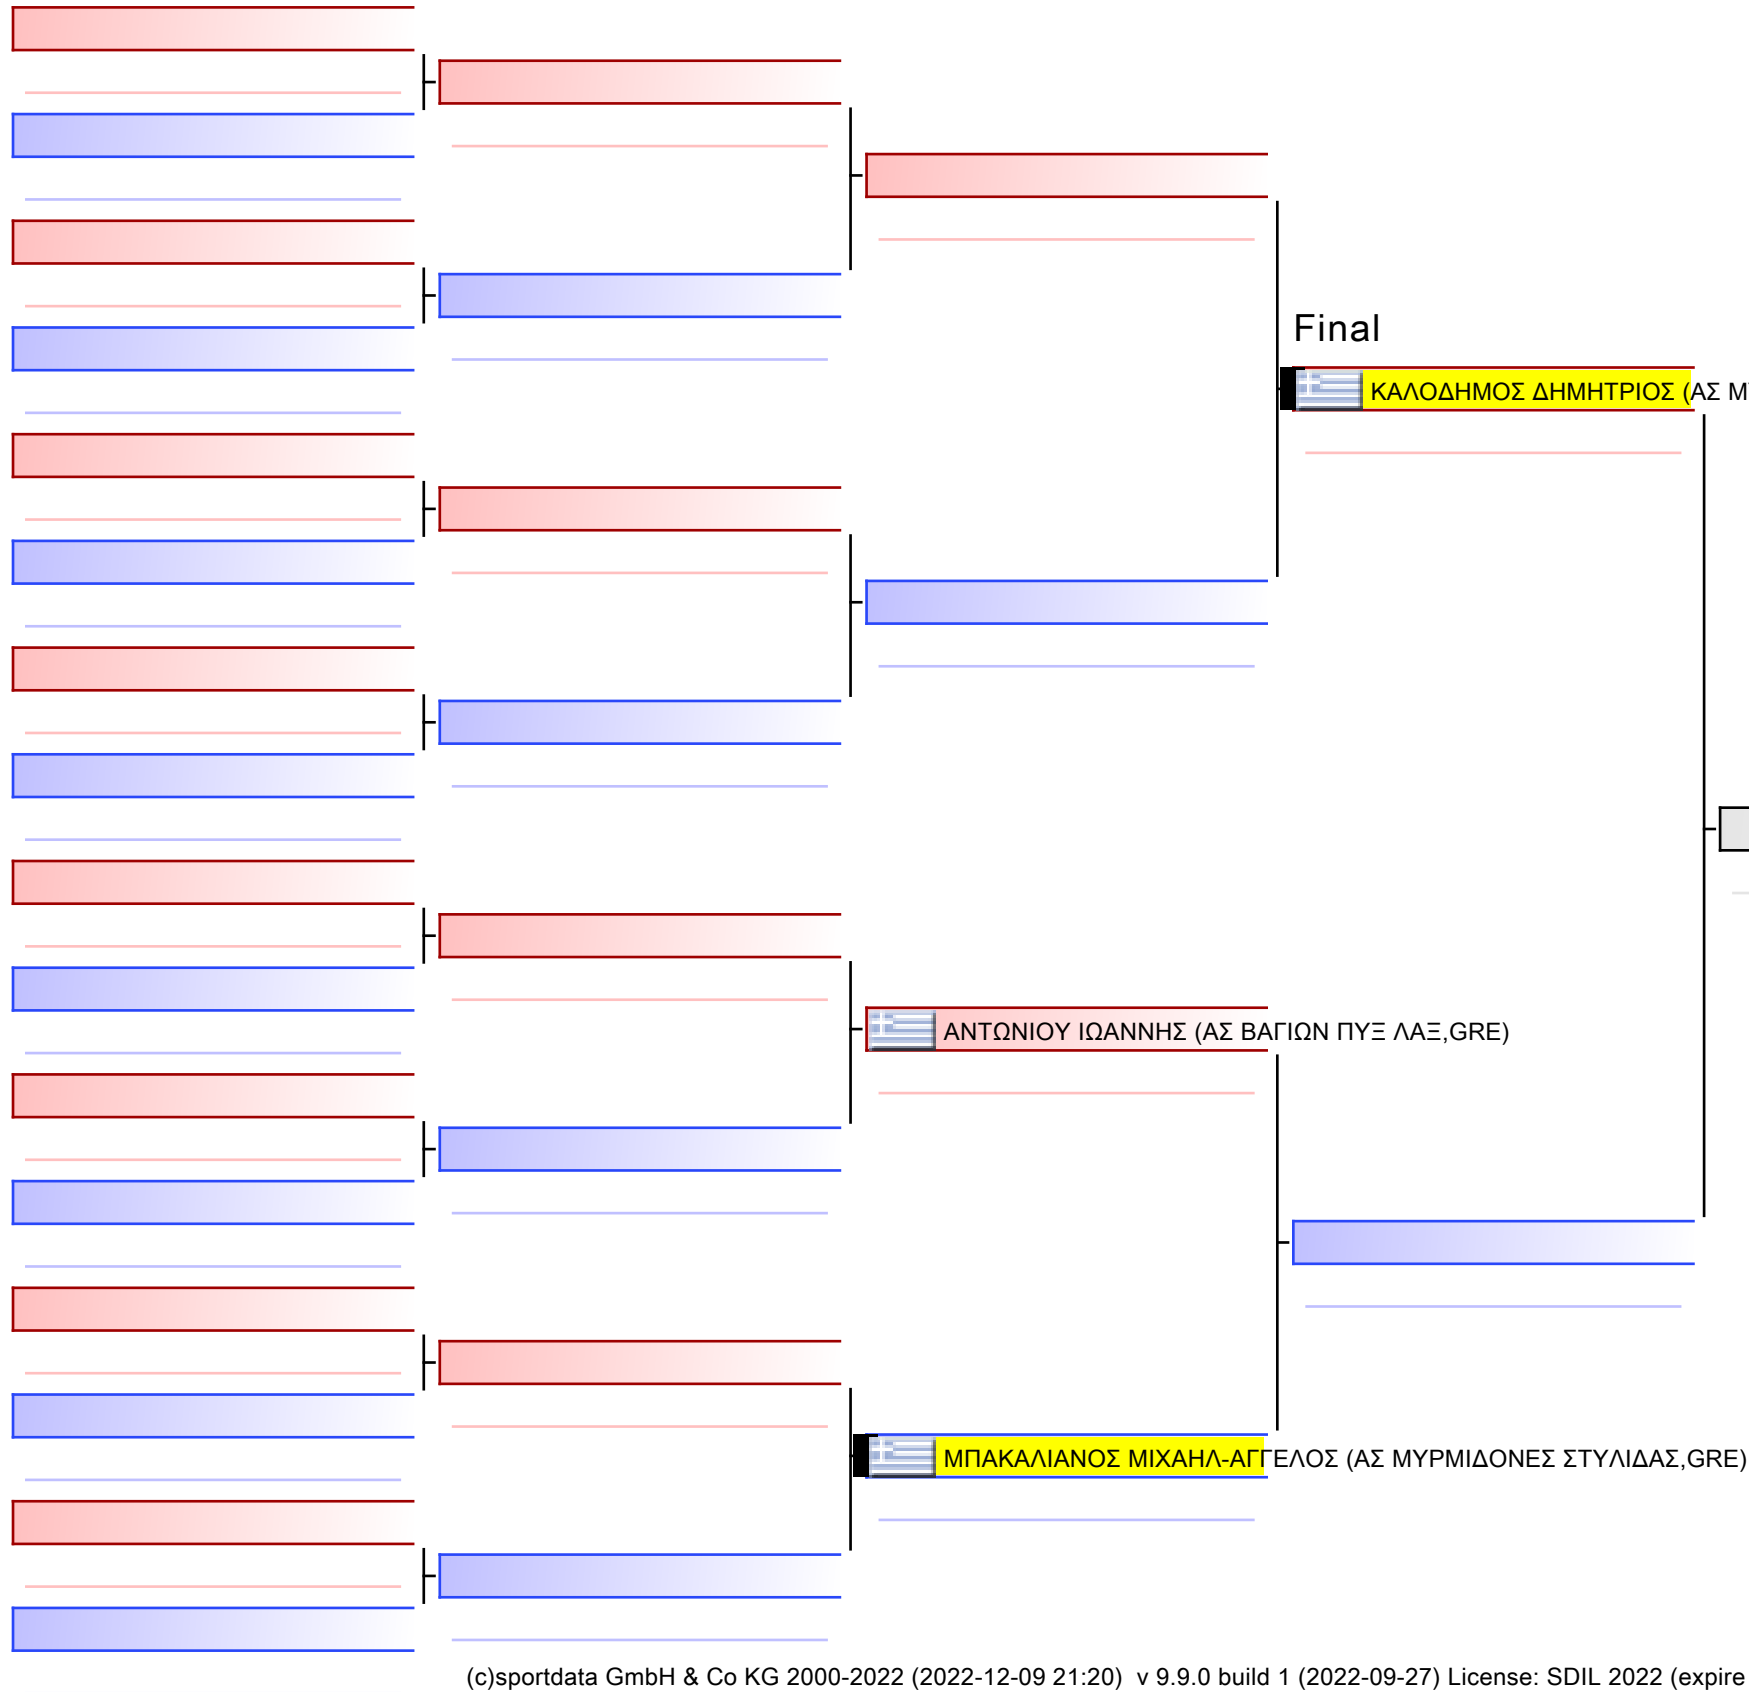 Final
ΚΑΛΟΔΗΜΟΣ ΔΗΜΗΤΡΙΟΣ (ΑΣ
ΑΝΤΩΝΙΟΥ ΙΩΑΝΝΗΣ (ΑΣ ΒΑΓΙΩΝ ΠΥΞ ΛΑΞ,GRE)
ΜΠΑΚΑΛΙΑΝΟΣ ΜΙΧΑΗΛ-ΑΓΓΕΛΟΣ (ΑΣ ΜΥΡΜΙΔΟΝΕΣ ΣΤΥΛΙΔΑΣ,GRE)
(c)sportdata GmbH & Co KG 2000-2022 (2022-12-09 21:20) v 9.9.0 build 1 (2022-09-27) License: SDIL 2022 (expire